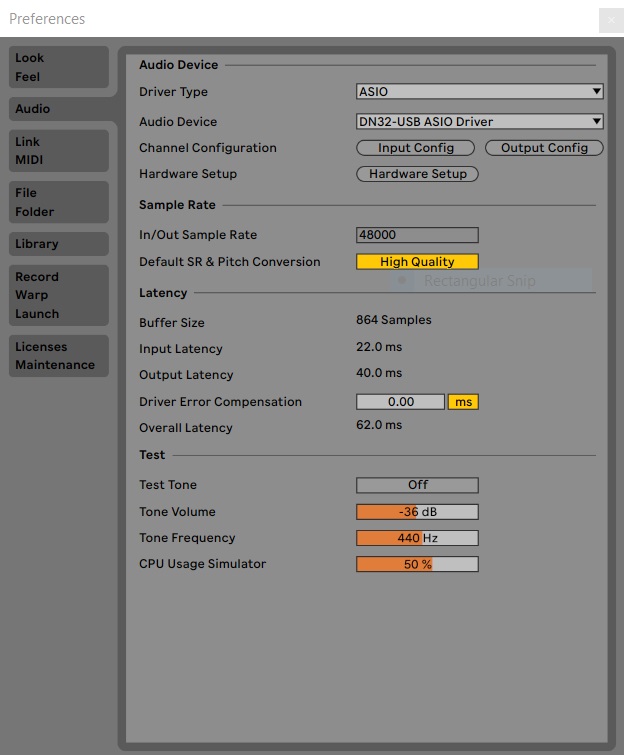 Preferences
Look
Feel
Audio
Link
MIDI
File
Folder
Library
Record
Warp
Launch
Licenses
Maintenance
Audio Device
Driver Type ASIO
Audio Device DN32-USB ASIO Driver
Channel Configuration Input Config Output Config
Hardware Setup Hardware Setup
Sample Rate
In/Out Sample Rate 48000
Default SR & Pitch Conversion High Quality
Rectangular Snip
Latency
Buffer Size 864 Samples
Input Latency 22.0 ms
Output Latency 40.0 ms
Driver Error Compensation 0.00 ms
Overall Latency 62.0 ms
Test
Test Tone Off
Tone Volume -36 dB
Tone Frequency 440 Hz
CPU Usage Simulator 50 %